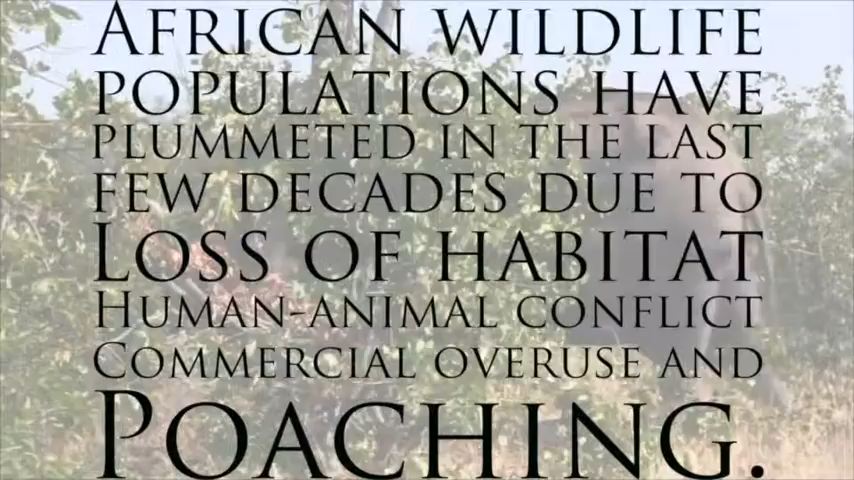 African wildlife
populations have
plummeted in the last
few decades due to
Loss of habitat
Human-animal conflict
Commercial overuse and
Poaching.